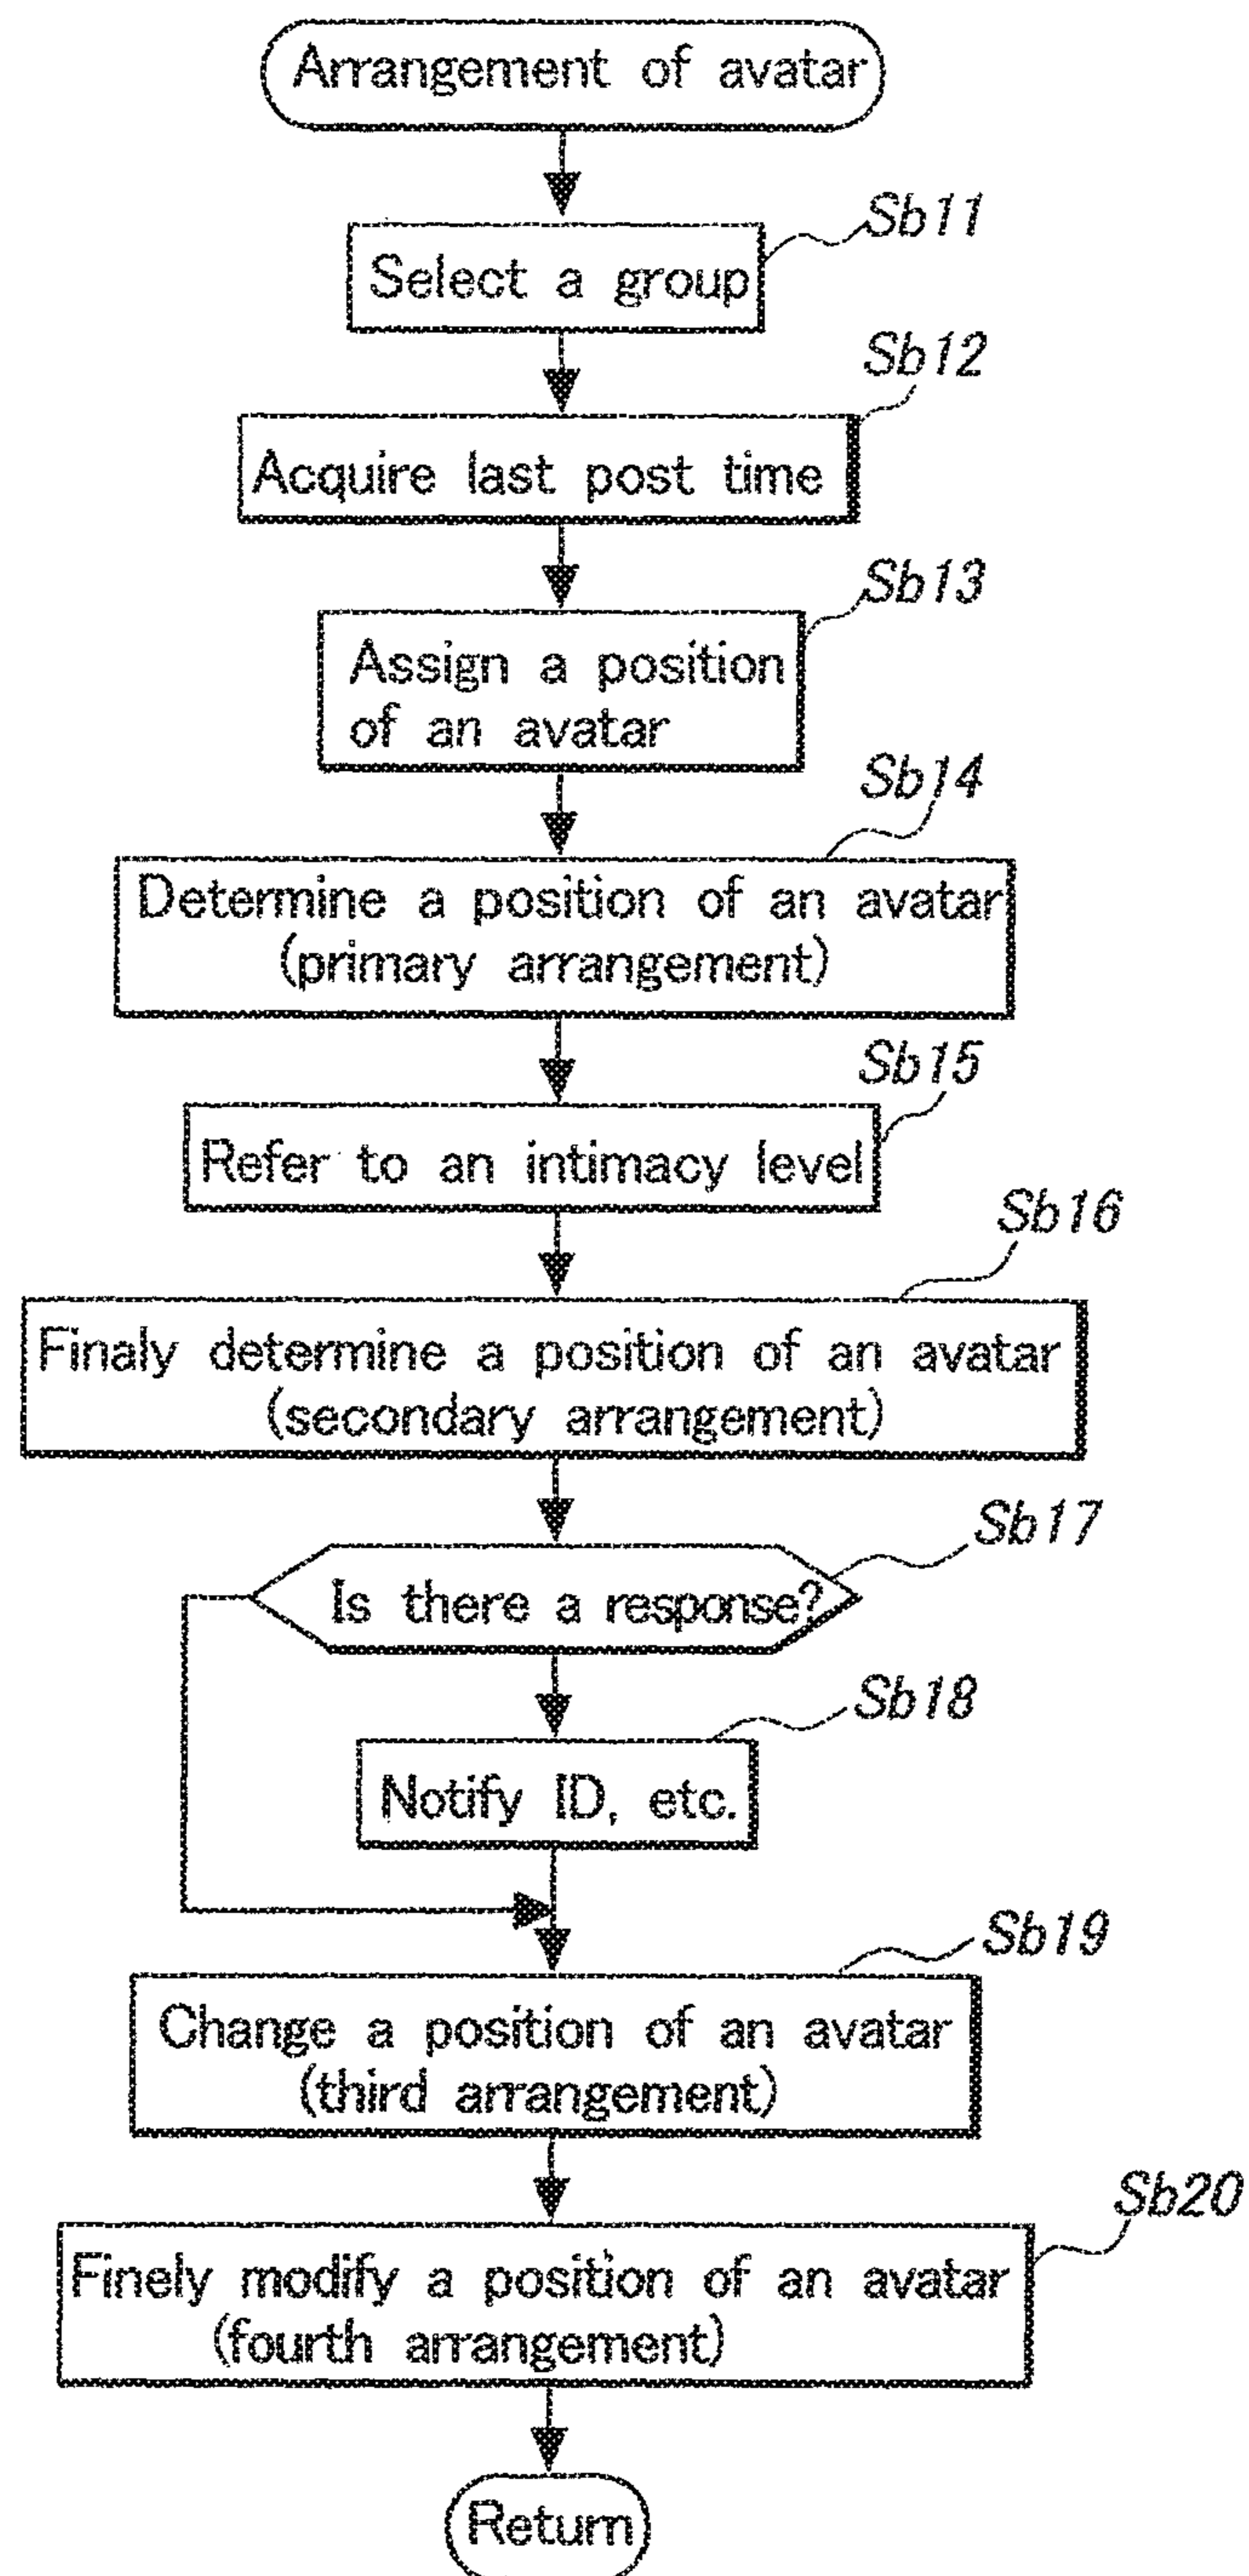 Arrangement of avatar
Sb11
Select a group
Sb12
Acquire last post time
Sb13
Assign a position
of an avatar
Sb14
Determine a position of an avatar
(primary arrangement)
Sb15
Refer to an intimacy level
Sb16
Finaly determine a position of an avatar
(secondary arrangement)
Sb17
Is there a response?
Sb18
Notify ID, etc.
Sb19
Change a position of an avatar
(third arrangement)
Sb20
Finely modify a position of an avatar
(fourth arrangement)
Return